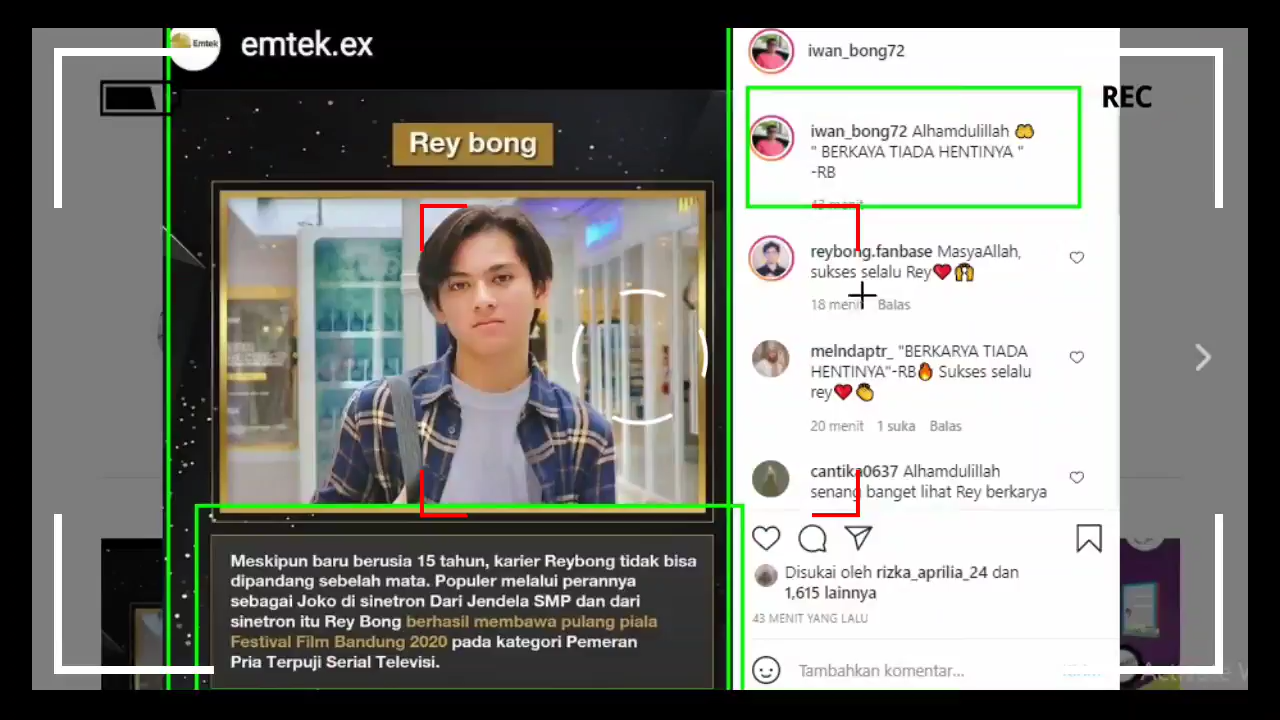 Emtek
emtek.ex
Rey bong
Meskipun baru berusia 15 tahun, karier Reybong tidak bisa
dipandang sebelah mata. Populer melalui perannya
sebagai Joko di sinetron Dari Jendela SMP dan dari
sinetron itu Rey Bong berhasil membawa pulang piala
Festival Film Bandung 2020 pada kategori Pemeran
Pria Terpuji Serial Televisi.
iwan_bong72
REC
iwan_bong72 Alhamdulillah 🤲
" BERKAYA TIADA HENTINYA "
-RB
43 menit
reybong.fanbase MasyaAllah,
sukses selalu Rey❤️🙌
18 menit Balas
melndaptr_ "BERKARYA TIADA
HENTINYA"-RB🔥 Sukses selalu
rey❤️👏
20 menit 1 suka Balas
cantika0637 Alhamdulillah
senang banget lihat Rey berkarya
Disukai oleh rizka_aprilia_24 dan
1,615 lainnya
43 MENIT YANG LALU
Tambahkan komentar...